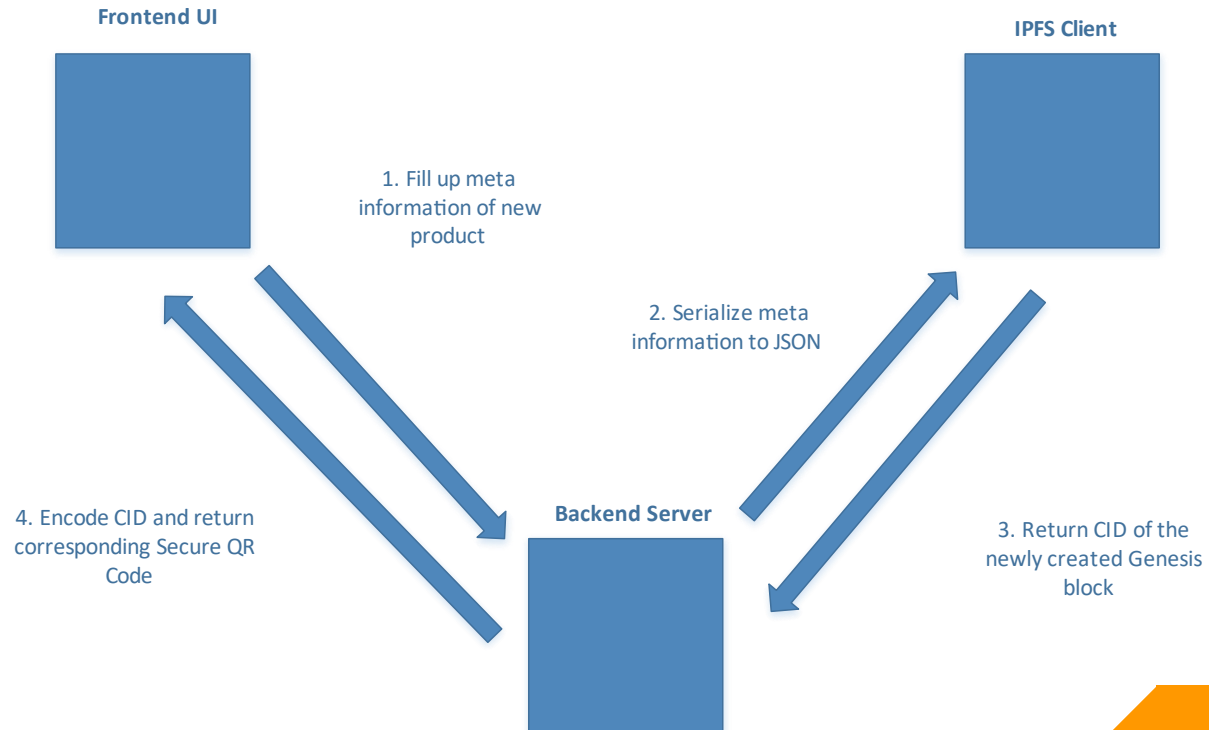 Frontend UI
IPFS Client
1. Fill up meta
information of new
product
2. Serialize meta
information to JSON
4. Encode CID and return
corresponding Secure QR
Code
Backend Server
3. Return CID of the
newly created Genesis
block